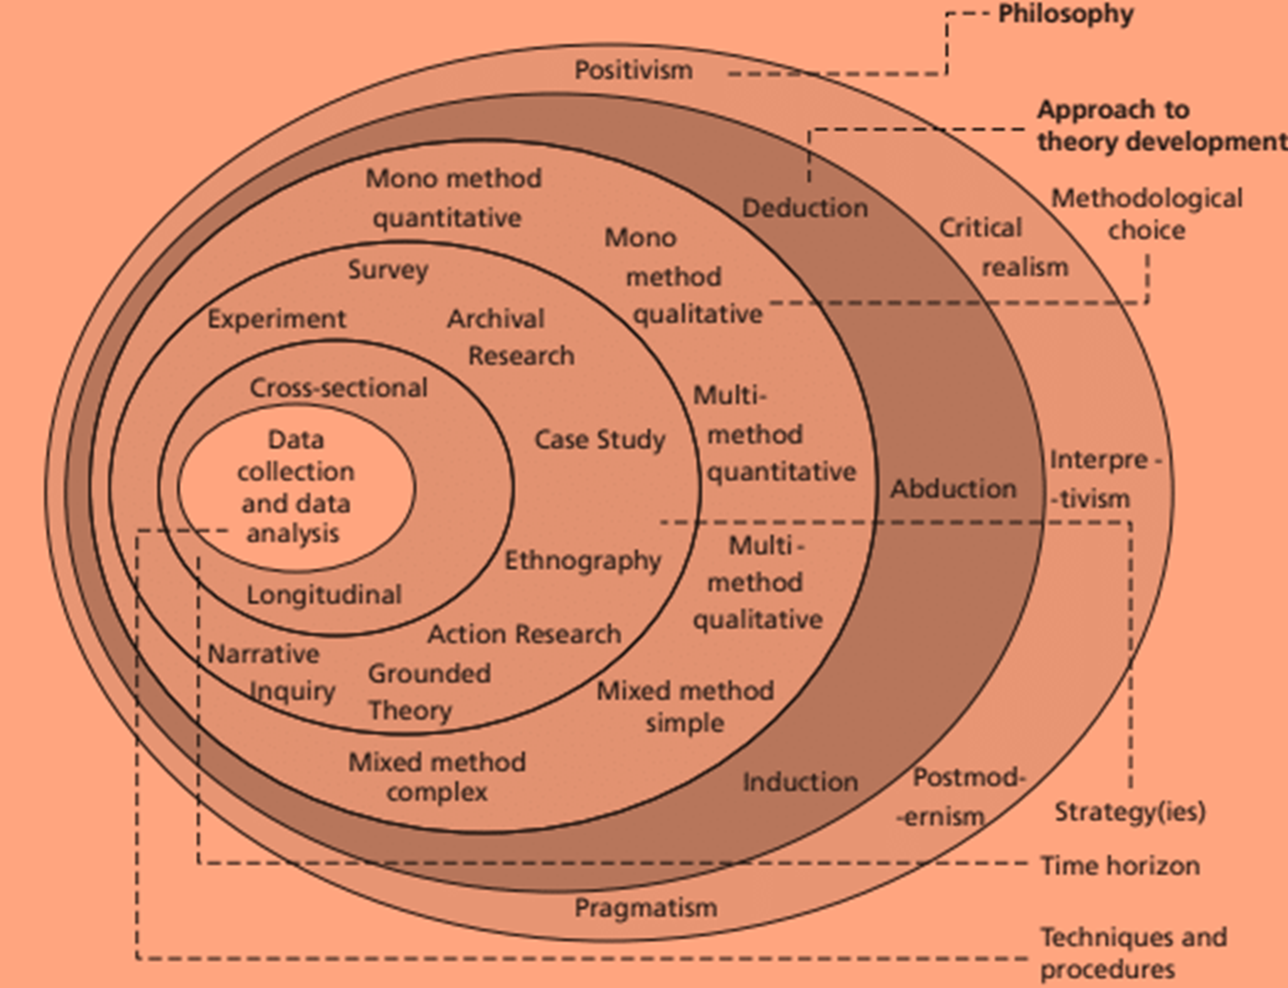 Philosophy
Positivism
Approach to
theory development
Mono method
quantitative
Deduction
Methodological
choice
Mono
method
qualitative
Critical
realism
Survey
Experiment
Archival
Research
Cross-sectional
Multi-
method
quantitative
Data
collection
and data
analysis
Case Study
Abduction
Interpre -
-tivism
Ethnography
Multi-
method
qualitative
Longitudinal
Action Research
Narrative
Inquiry
Grounded
Theory
Mixed method
simple
Mixed method
complex
Induction
Postmod-
-ernism
Strategy(ies)
Time horizon
Pragmatism
Techniques and
procedures